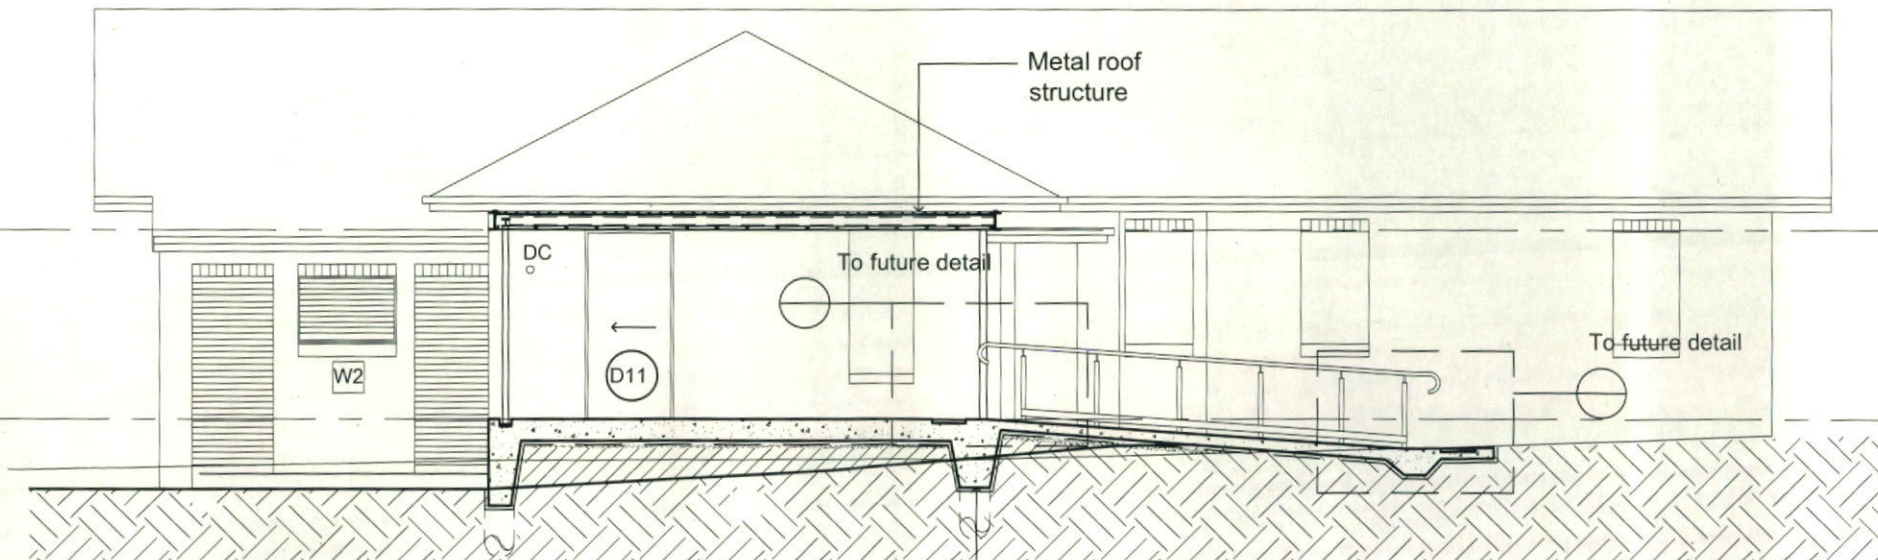 Metal roof
structure
DC
To future detail
To future detail
W2
D11